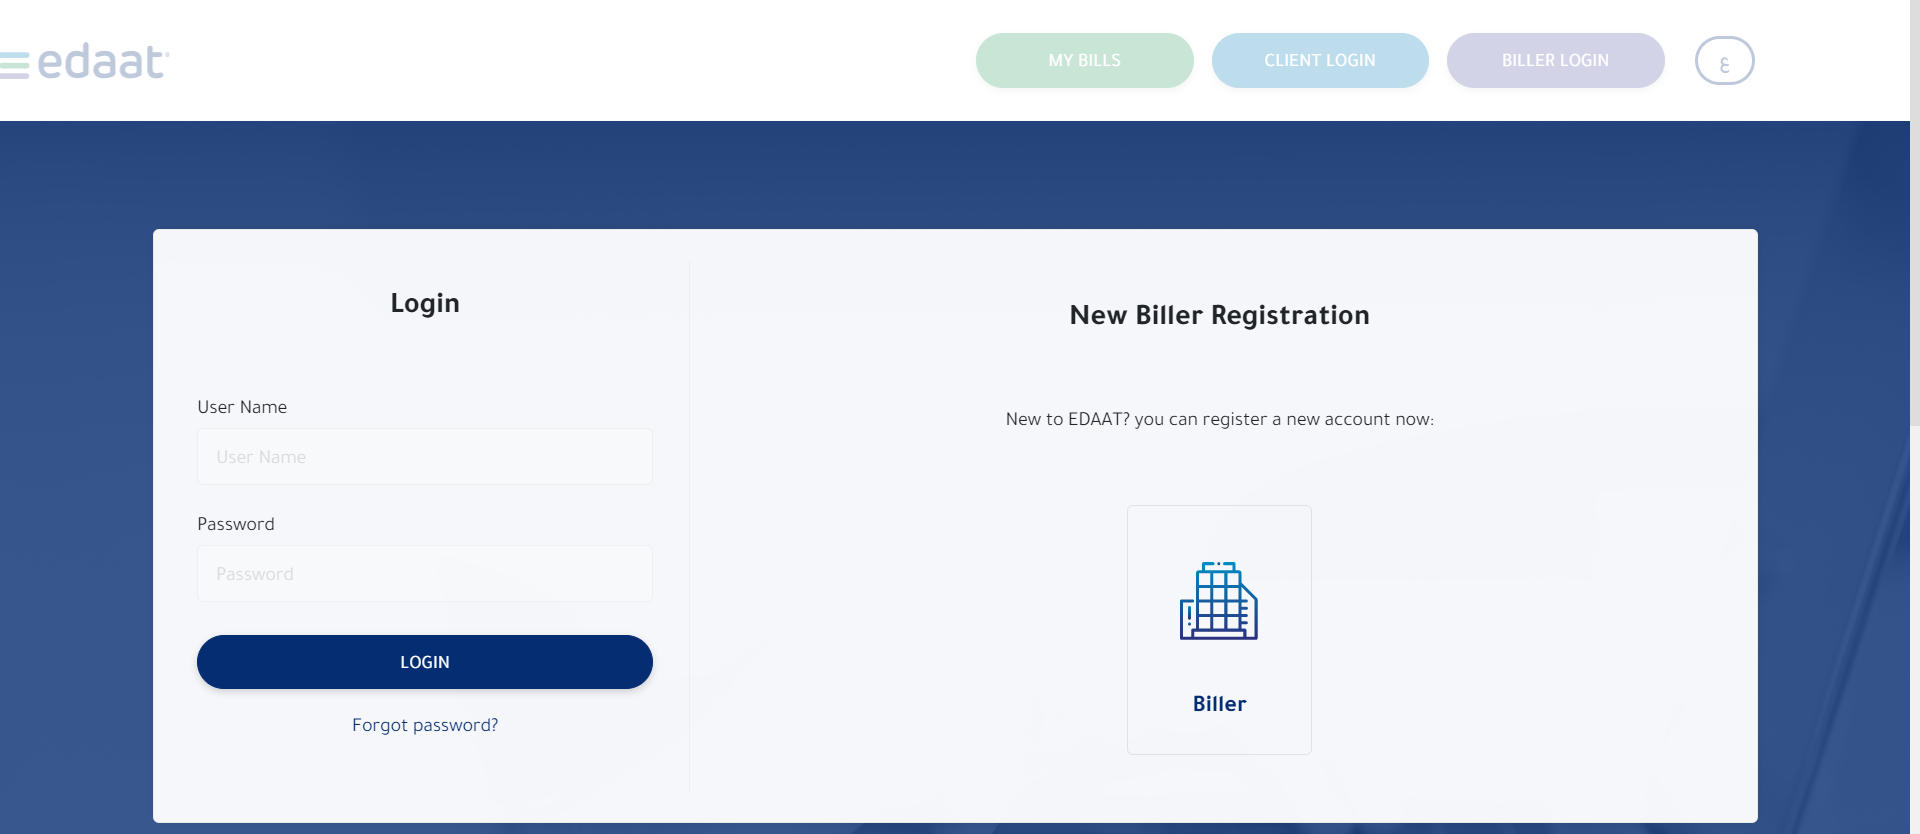 edaat
MY BILLS
CLIENT LOGIN
BILLER LOGIN
ع
Login
User Name
User Name
Password
Password
LOGIN
Forgot password?
New Biller Registration
New to EDAAT? you can register a new account now:
Biller